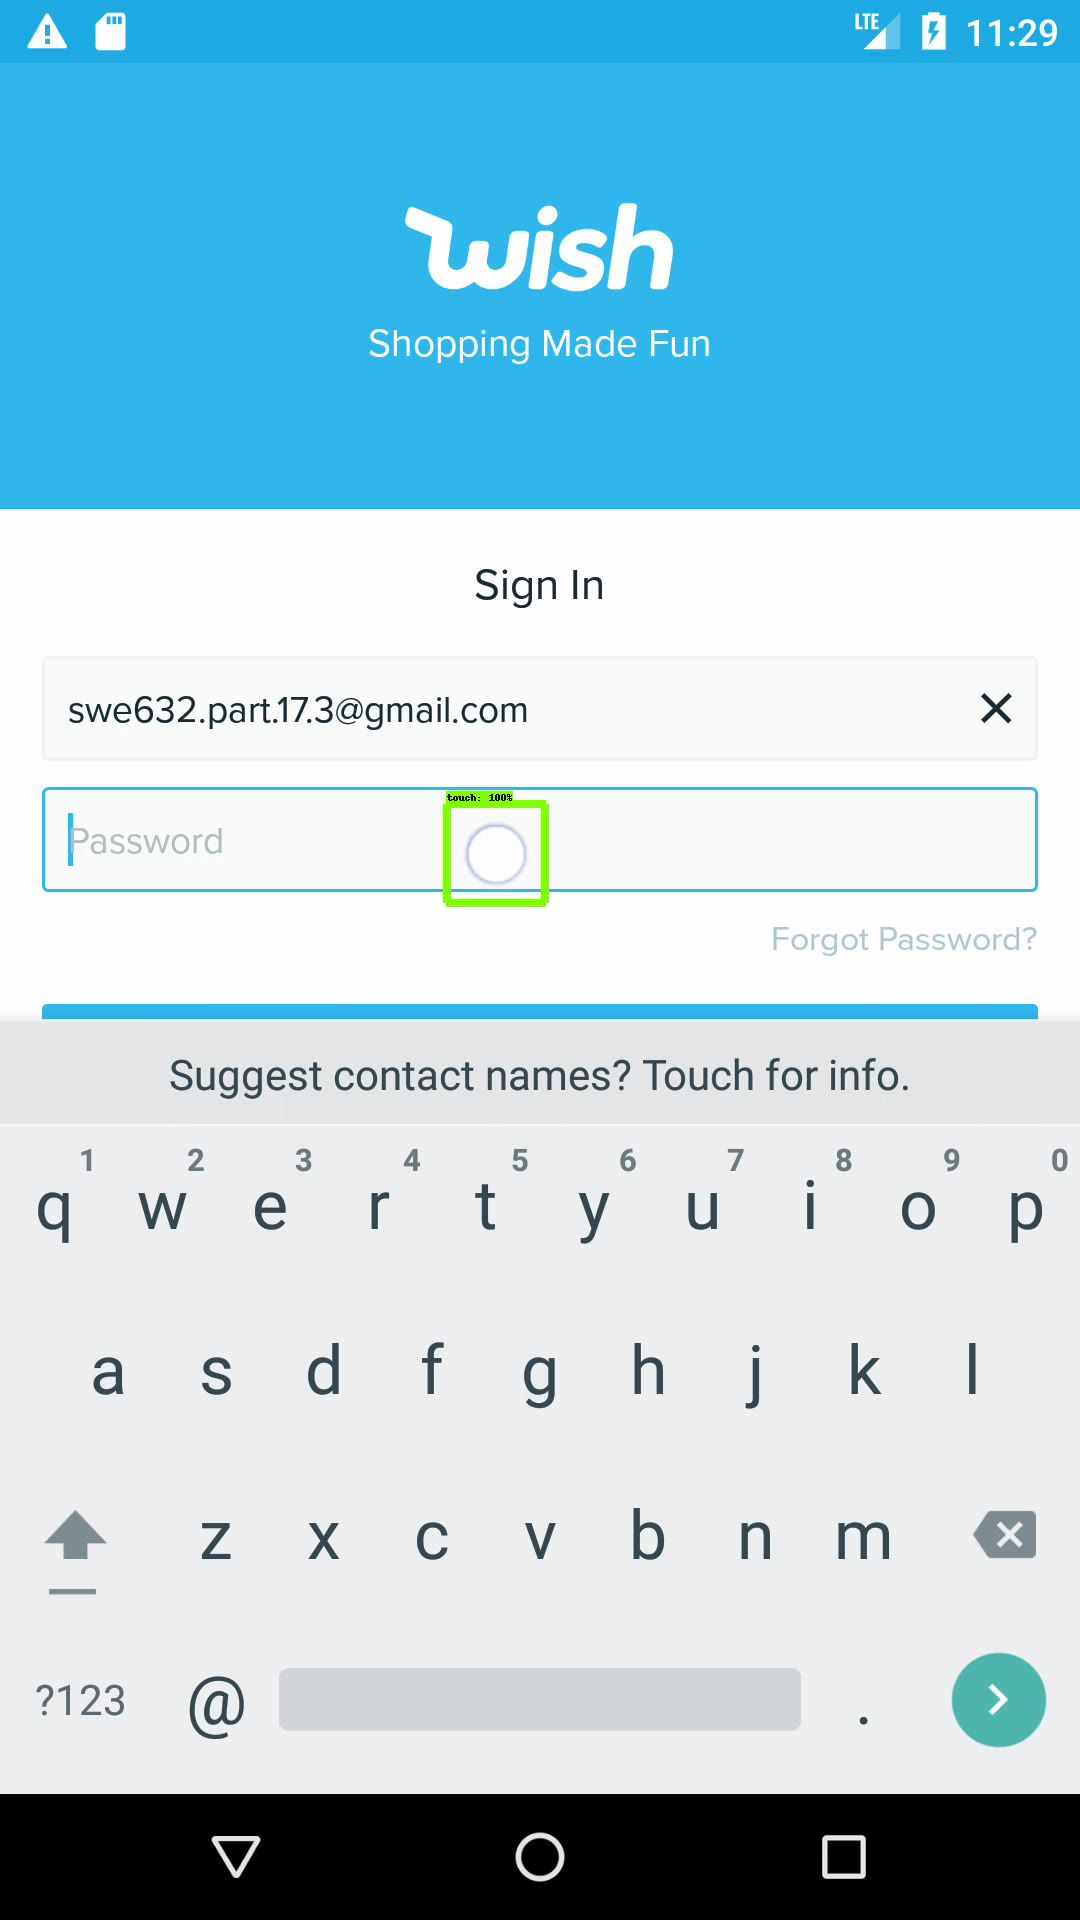 LTE 11:29
wish
Shopping Made Fun
Sign In
swe632.part.17.3@gmail.com
touch: 100%
Password
Forgot Password?
Suggest contact names? Touch for info.
1 2 3 4 5 6 7 8 9 0
q w e r t y u i o p
a s d f g h j k l
z x c v b n m
?123 @ .